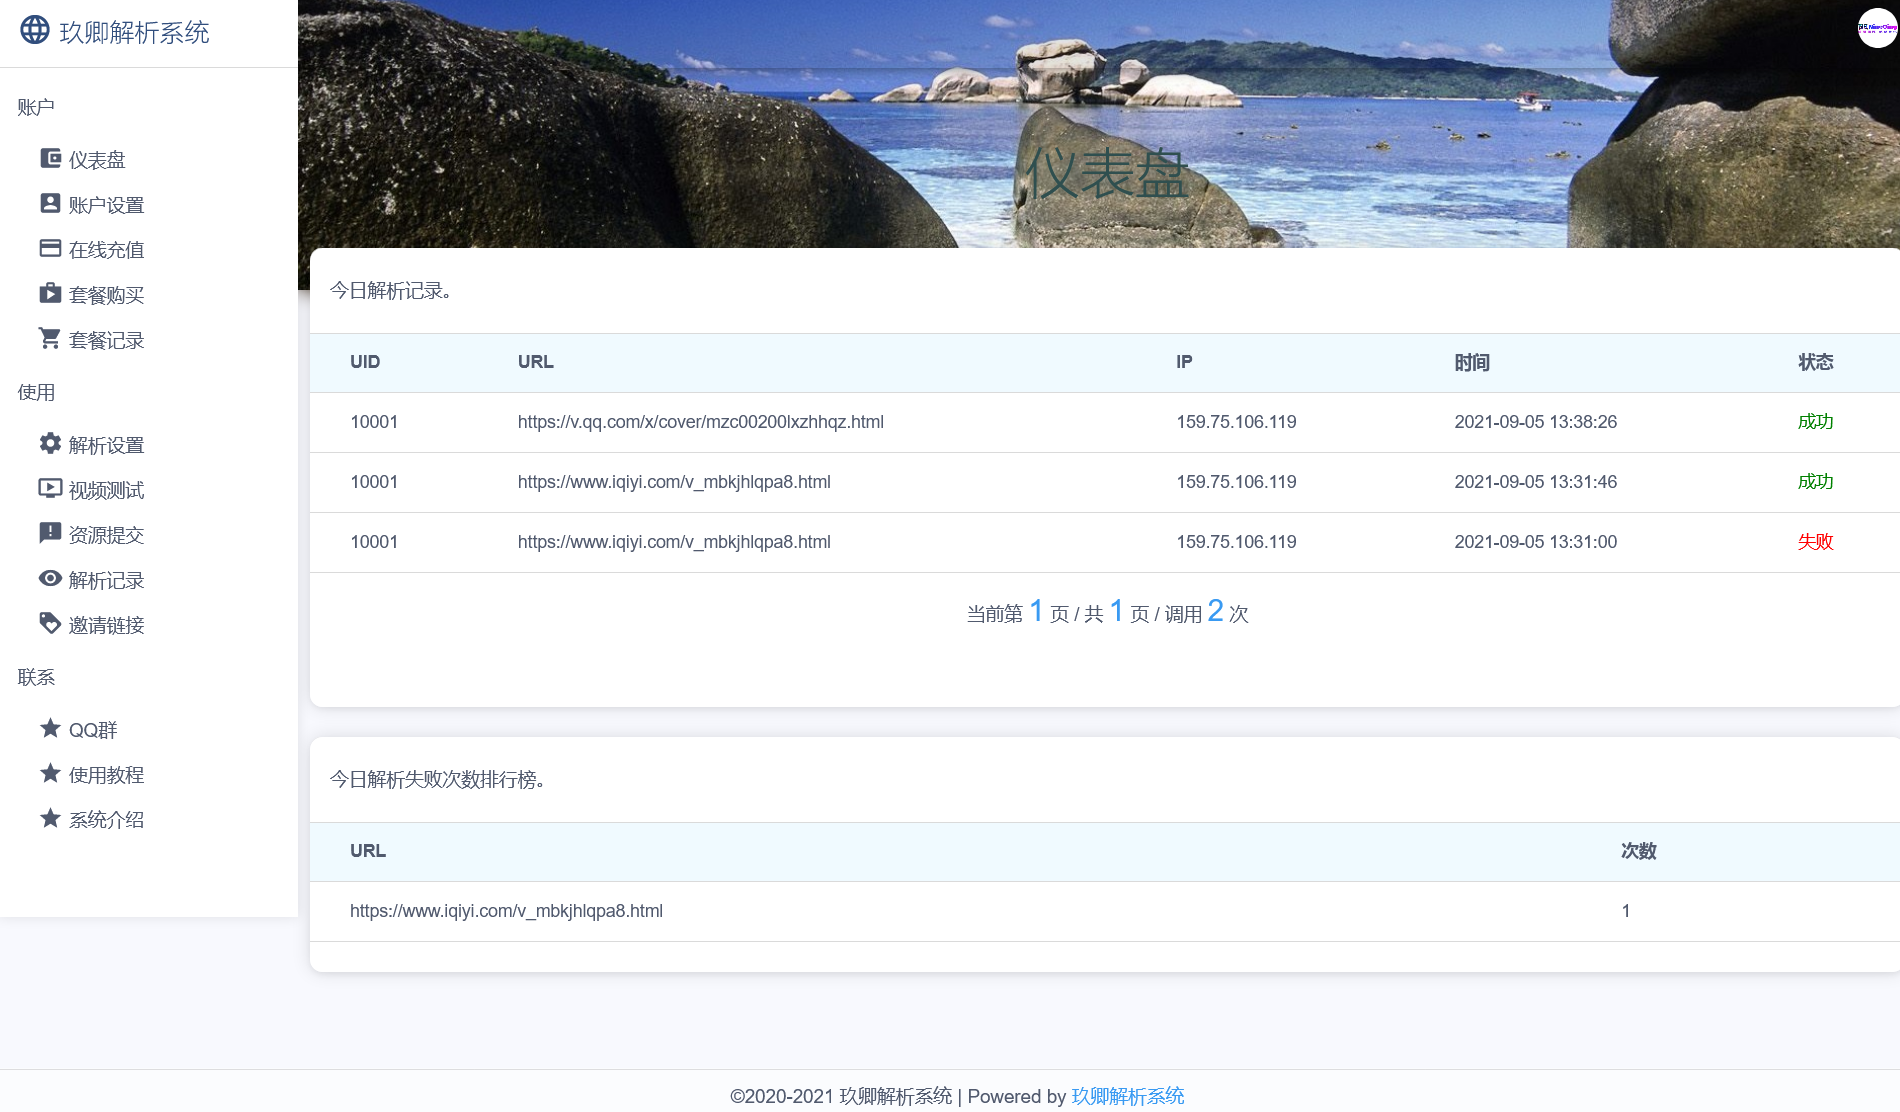 玖卿解析系统
账户
仪表盘
账户设置
在线充值
套餐购买
套餐记录
使用
解析设置
视频测试
资源提交
解析记录
邀请链接
联系
QQ群
使用教程
系统介绍
仪表盘
今日解析记录。
UID URL IP 时间 状态
10001 https://v.qq.com/x/cover/mzc00200lxzhhqz.html 159.75.106.119 2021-09-05 13:38:26 成功
10001 https://www.iqiyi.com/v_mbkjhlqpa8.html 159.75.106.119 2021-09-05 13:31:46 成功
10001 https://www.iqiyi.com/v_mbkjhlqpa8.html 159.75.106.119 2021-09-05 13:31:00 失败
当前第 1 页 / 共 1 页 / 调用 2 次
今日解析失败次数排行榜。
URL 次数
https://www.iqiyi.com/v_mbkjhlqpa8.html 1
©2020-2021 玖卿解析系统 | Powered by 玖卿解析系统